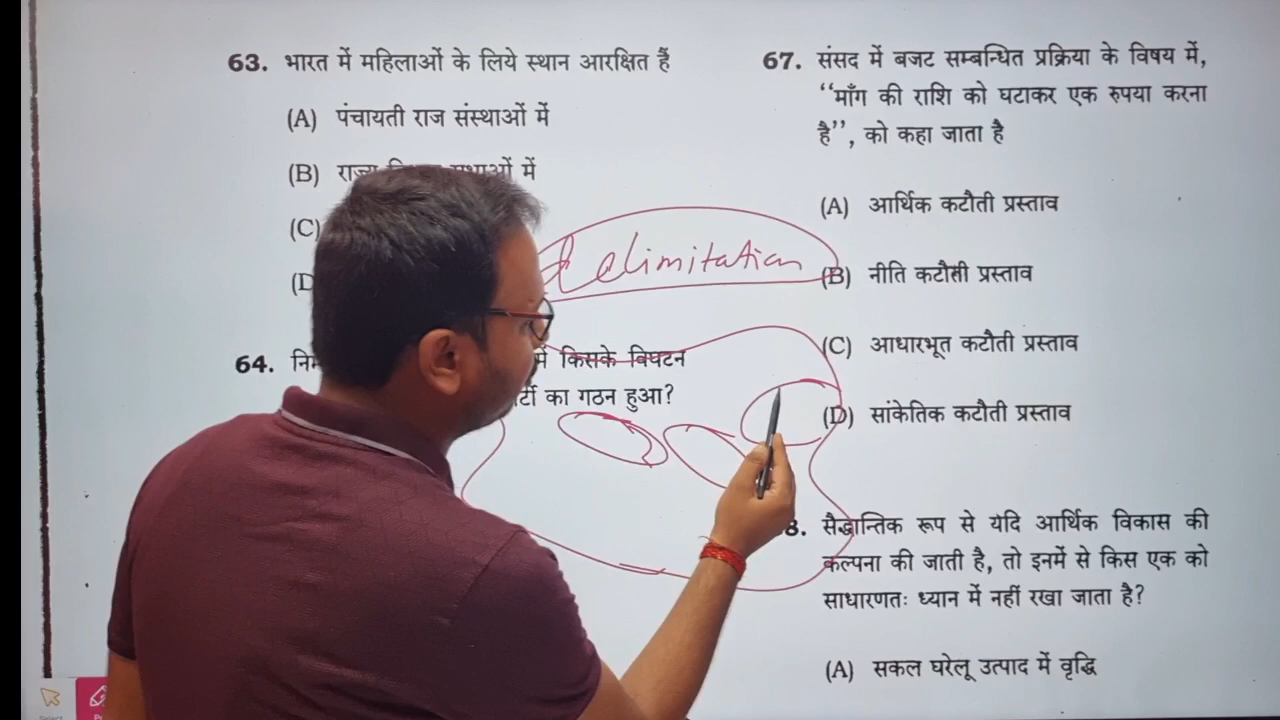 63. भारत में महिलाओं के लिये स्थान आरक्षित हैं
(A) पंचायती राज संस्थाओं में
(B) में
(C)
(D
64. में किसके विघटन
का गठन हुआ?
Delimitation
67. संसद में बजट सम्बन्धित प्रक्रिया के विषय में,
“माँग की राशि को घटाकर एक रुपया करना
है”, को कहा जाता है
(A) आर्थिक कटौती प्रस्ताव
(B) नीति कटौती प्रस्ताव
(C) आधारभूत कटौती प्रस्ताव
(D) सांकेतिक कटौती प्रस्ताव
8. सैद्धान्तिक रूप से यदि आर्थिक विकास की
कल्पना की जाती है, तो इनमें से किस एक को
साधारणतः ध्यान में नहीं रखा जाता है?
(A) सकल घरेलू उत्पाद में वृद्धि